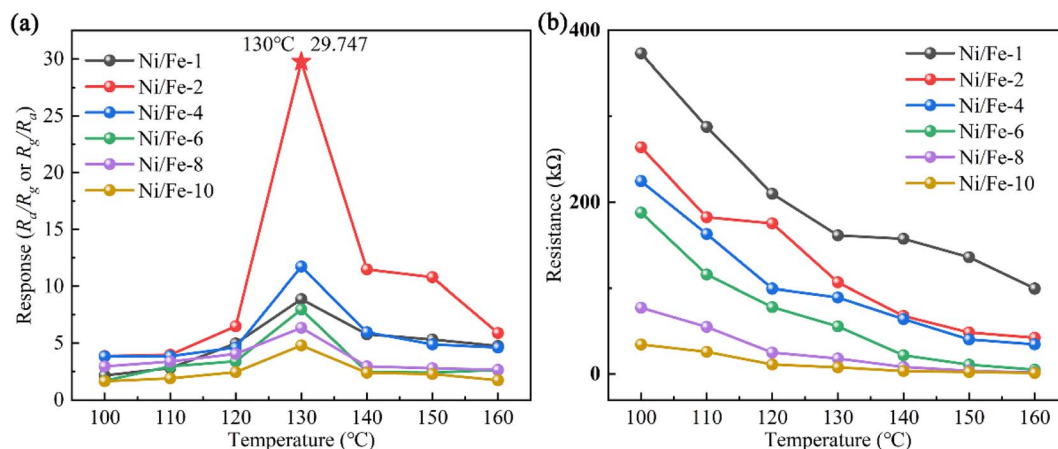 (a)
130°C 29.747
Ni/Fe-1
Ni/Fe-2
Ni/Fe-4
Ni/Fe-6
Ni/Fe-8
Ni/Fe-10
Response (Ra/Rg or Rg/Ra)
30
25
20
15
10
5
0
100 110 120 130 140 150 160
Temperature (°C)
(b)
Ni/Fe-1
Ni/Fe-2
Ni/Fe-4
Ni/Fe-6
Ni/Fe-8
Ni/Fe-10
Resistance (kΩ)
400
200
0
100 110 120 130 140 150 160
Temperature (°C)